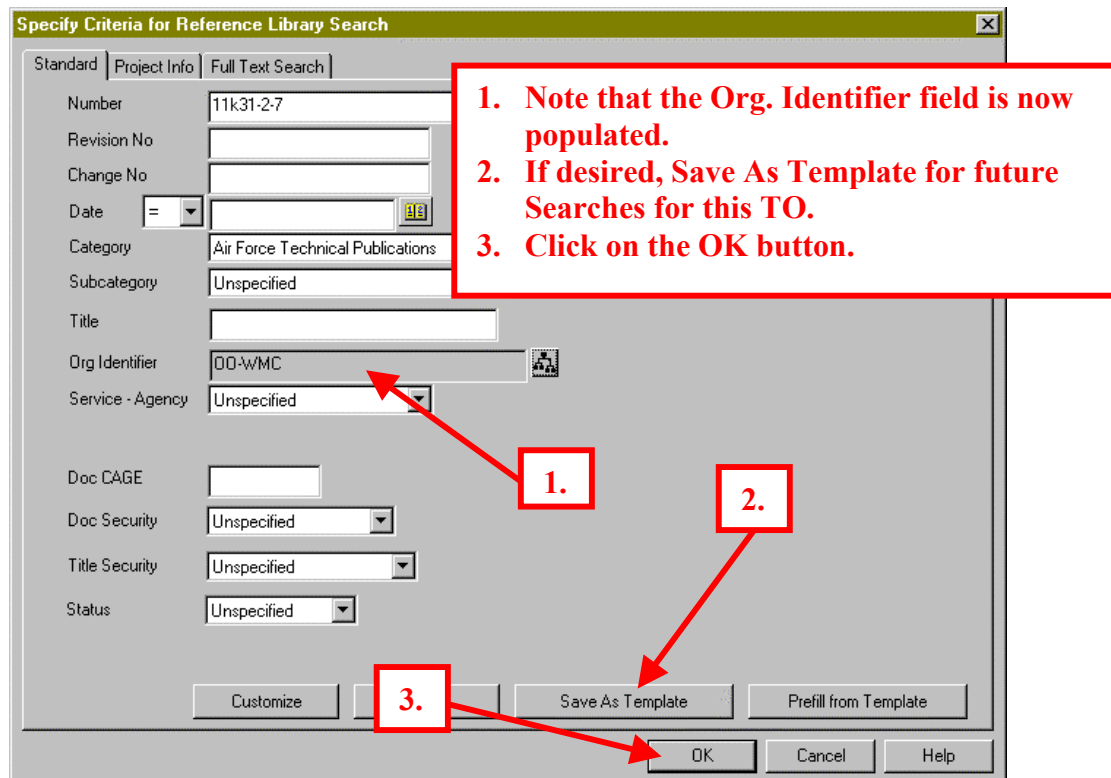 Specify Criteria for Reference Library Search
Standard Project Info Full Text Search
1. Note that the Org. Identifier field is now
populated.
2. If desired, Save As Template for future
Searches for this TO.
3. Click on the OK button.
Number 11k31-2-7
Revision No
Change No
Date =
Category Air Force Technical Publications
Subcategory Unspecified
Title
Org Identifier OO-WMC
Service - Agency Unspecified
1.
2.
Doc CAGE
Doc Security Unspecified
Title Security Unspecified
Status Unspecified
3.
Customize Save As Template Prefill from Template
OK Cancel Help